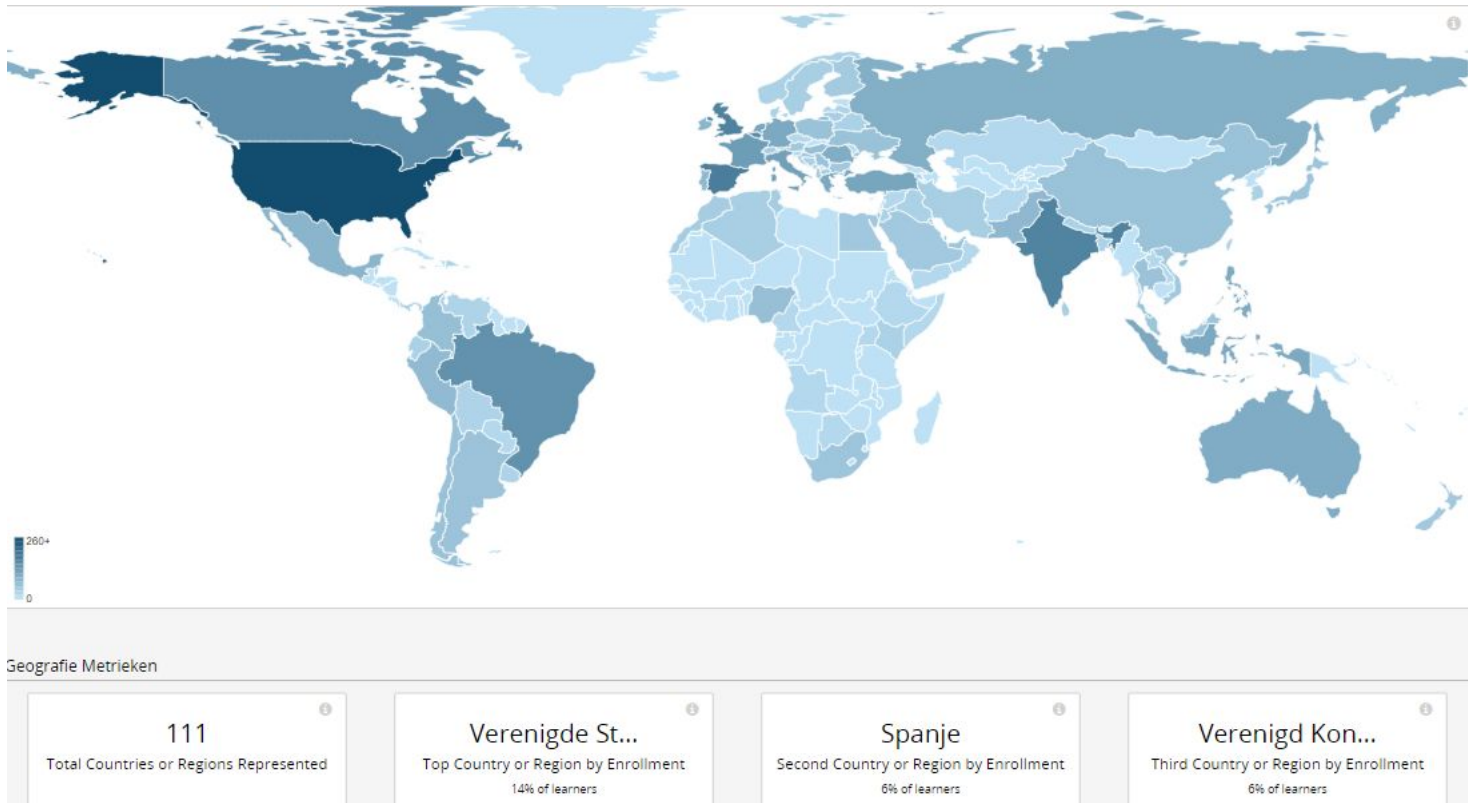 260+
0
Geografie Metrieken
111
Total Countries or Regions Represented
Verenigde St...
Top Country or Region by Enrollment
14% of learners
Spanje
Second Country or Region by Enrollment
6% of learners
Verenigd Kon...
Third Country or Region by Enrollment
6% of learners